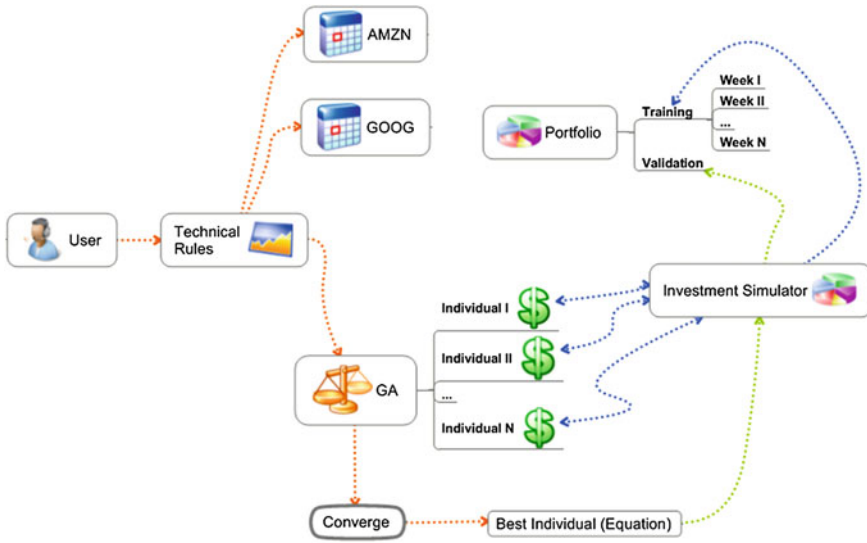 AMZN
GOOG
Portfolio
Training
Week I
Week II
...
Week N
Validation
User
Technical
Rules
Investment Simulator
GA
Individual I
Individual II
...
Individual N
Converge
Best Individual (Equation)